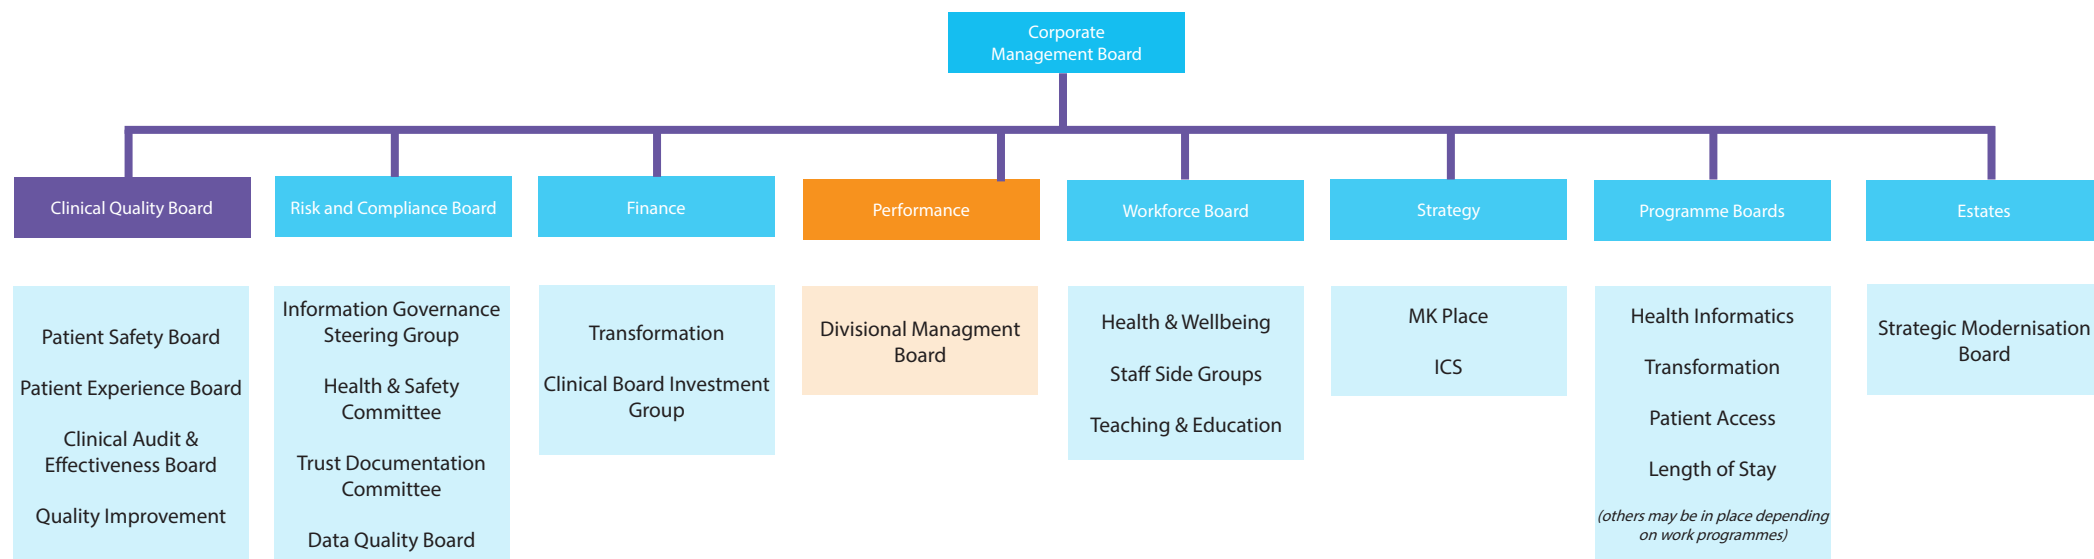 Corporate
Management Board
Clinical Quality Board
Risk and Compliance Board
Finance
Performance
Workforce Board
Strategy
Programme Boards
Estates
Patient Safety Board
Patient Experience Board
Clinical Audit &
Effectiveness Board
Quality Improvement
Information Governance
Steering Group
Health & Safety
Committee
Trust Documentation
Committee
Data Quality Board
Transformation
Clinical Board Investment
Group
Divisional Managment
Board
Health & Wellbeing
Staff Side Groups
Teaching & Education
MK Place
ICS
Health Informatics
Transformation
Patient Access
Length of Stay
(others may be in place depending
on work programmes)
Strategic Modernisation
Board